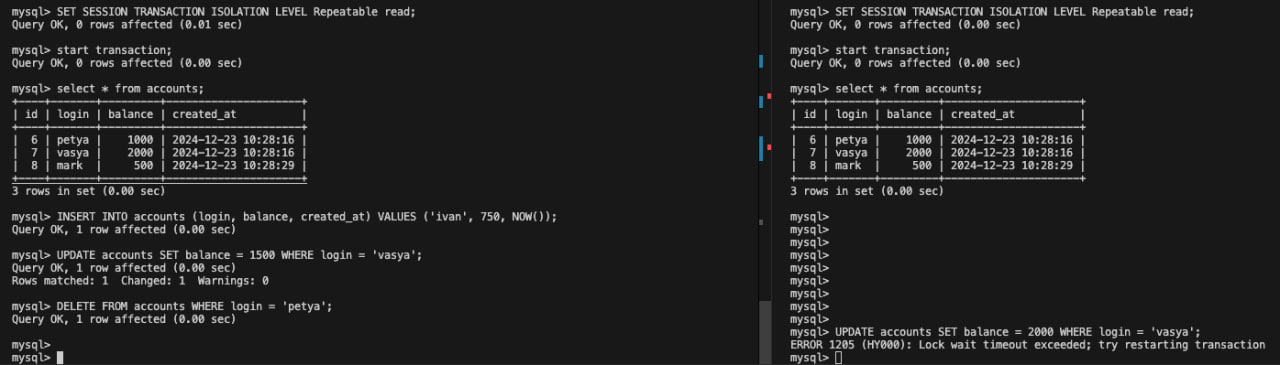 mysql> SET SESSION TRANSACTION ISOLATION LEVEL Repeatable read;
Query OK, 0 rows affected (0.01 sec)
mysql> start transaction;
Query OK, 0 rows affected (0.00 sec)
mysql> select * from accounts;
+----+-------+---------+---------------------+
| id | login | balance | created_at          |
+----+-------+---------+---------------------+
|  6 | petya |    1000 | 2024-12-23 10:28:16 |
|  7 | vasya |    2000 | 2024-12-23 10:28:16 |
|  8 | mark  |     500 | 2024-12-23 10:28:29 |
+----+-------+---------+---------------------+
3 rows in set (0.00 sec)
mysql> INSERT INTO accounts (login, balance, created_at) VALUES ('ivan', 750, NOW());
Query OK, 1 row affected (0.00 sec)
mysql> UPDATE accounts SET balance = 1500 WHERE login = 'vasya';
Query OK, 1 row affected (0.00 sec)
Rows matched: 1  Changed: 1  Warnings: 0
mysql> DELETE FROM accounts WHERE login = 'petya';
Query OK, 1 row affected (0.00 sec)
mysql>
mysql>
mysql> SET SESSION TRANSACTION ISOLATION LEVEL Repeatable read;
Query OK, 0 rows affected (0.00 sec)
mysql> start transaction;
Query OK, 0 rows affected (0.00 sec)
mysql> select * from accounts;
+----+-------+---------+---------------------+
| id | login | balance | created_at          |
+----+-------+---------+---------------------+
|  6 | petya |    1000 | 2024-12-23 10:28:16 |
|  7 | vasya |    2000 | 2024-12-23 10:28:16 |
|  8 | mark  |     500 | 2024-12-23 10:28:29 |
+----+-------+---------+---------------------+
3 rows in set (0.00 sec)
mysql>
mysql>
mysql>
mysql>
mysql>
mysql>
mysql>
mysql>
mysql>
mysql> UPDATE accounts SET balance = 2000 WHERE login = 'vasya';
ERROR 1205 (HY000): Lock wait timeout exceeded; try restarting transaction
mysql>